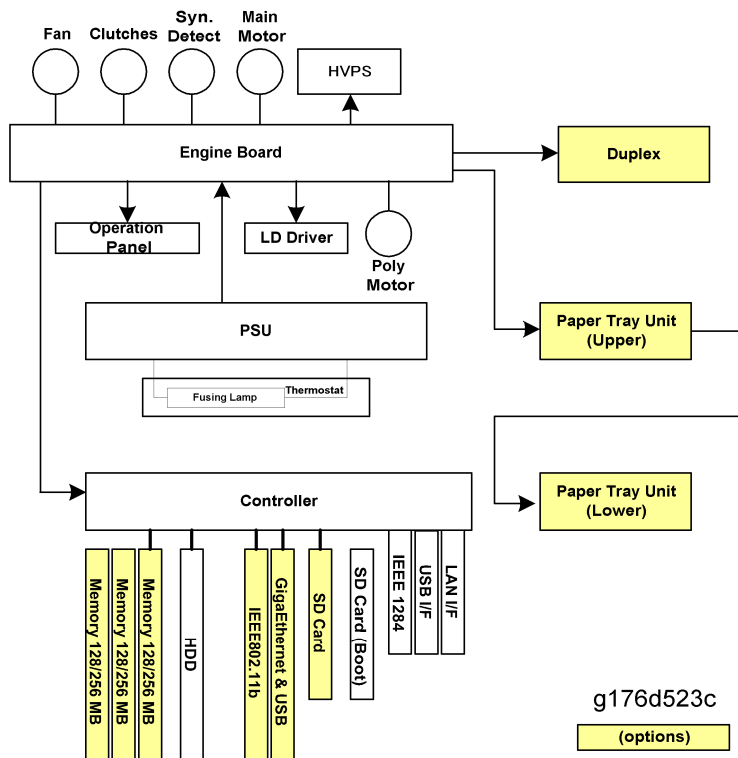 Fan
Clutches
Syn.
Detect
Main
Motor
HVPS
Engine Board
Duplex
Operation
Panel
LD Driver
Poly
Motor
PSU
Paper Tray Unit
(Upper)
Thermostat
Fusing Lamp
Controller
Paper Tray Unit
(Lower)
Memory 128/256 MB
Memory 128/256 MB
Memory 128/256 MB
HDD
IEEE802.11b
GigaEthernet & USB
SD Card
SD Card (Boot)
IEEE 1284
USB I/F
LAN I/F
g176d523c
(options)